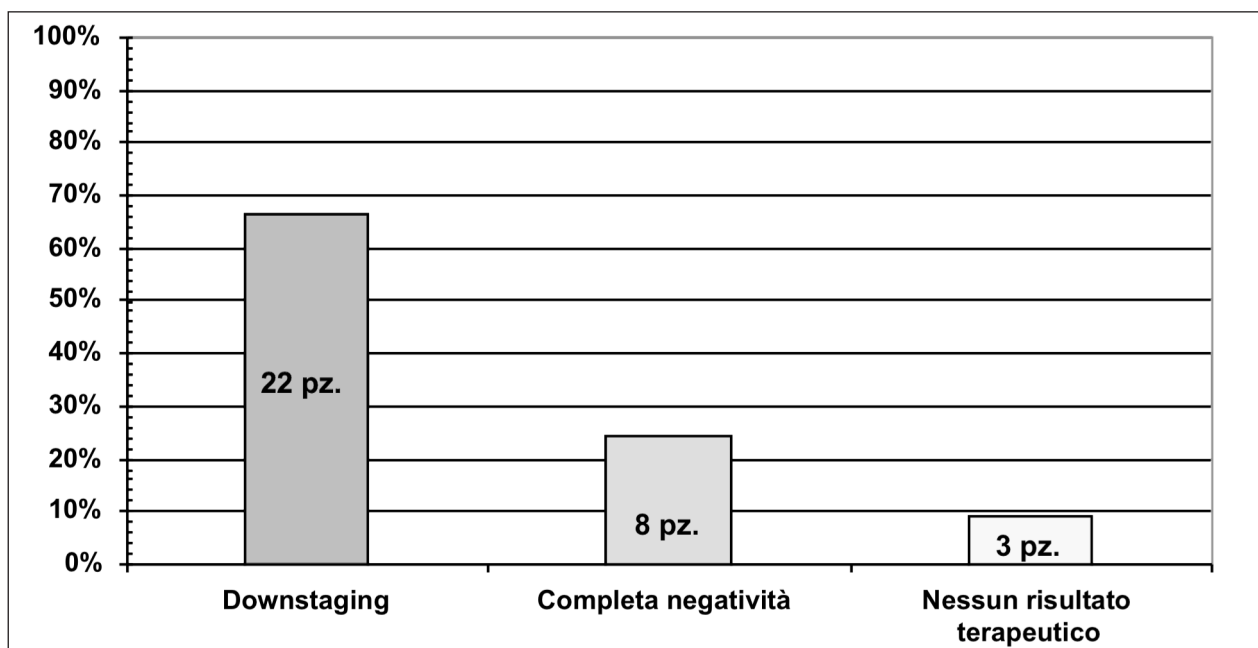 100%
90%
80%
70%
60%
50%
40%
30%
20%
10%
0%
22 pz.
8 pz.
3 pz.
Downstaging
Completa negatività
Nessun risultato
terapeutico